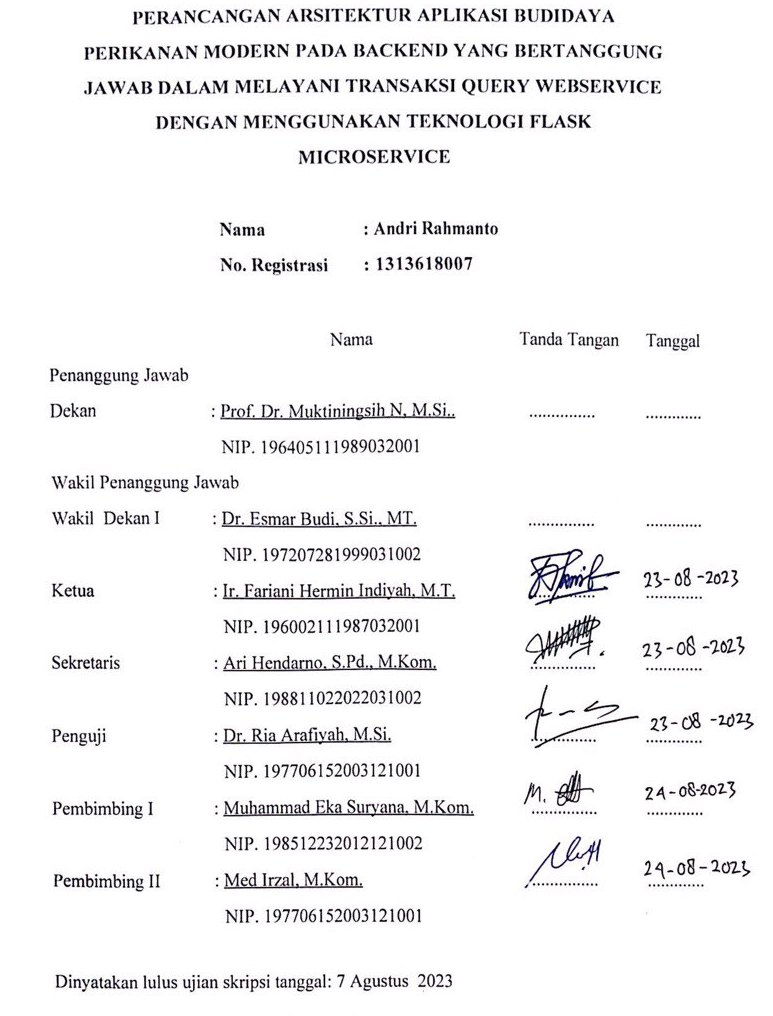 PERANCANGAN ARSITEKTUR APLIKASI BUDIDAYA
PERIKANAN MODERN PADA BACKEND YANG BERTANGGUNG
JAWAB DALAM MELAYANI TRANSAKSI QUERY WEBSERVICE
DENGAN MENGGUNAKAN TEKNOLOGI FLASK
MICROSERVICE
Nama : Andri Rahmanto
No. Registrasi : 1313618007
Nama Tanda Tangan Tanggal
Penanggung Jawab
Dekan : Prof. Dr. Muktiningsih N, M.Si.. ............... .............
NIP. 196405111989032001
Wakil Penanggung Jawab
Wakil Dekan I : Dr. Esmar Budi, S.Si., MT. ............... .............
NIP. 197207281999031002
Ketua : Ir. Fariani Hermin Indiyah, M.T. ............... 23-08-2023
NIP. 196002111987032001
Sekretaris : Ari Hendarno, S.Pd., M.Kom. ............... 23-08-2023
NIP. 198811022022031002
Penguji : Dr. Ria Arafiyah, M.Si. ............... 23-08-2023
NIP. 197706152003121001
Pembimbing I : Muhammad Eka Suryana, M.Kom. ............... 24-08-2023
NIP. 198512232012121002
Pembimbing II : Med Irzal, M.Kom. ............... 24-08-2023
NIP. 197706152003121001
Dinyatakan lulus ujian skripsi tanggal: 7 Agustus 2023